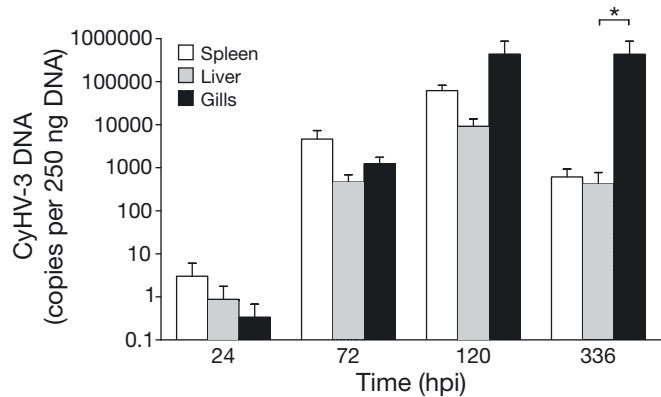 *
1000000
100000
10000
1000
100
10
1
0.1
CyHV-3 DNA
(copies per 250 ng DNA)
Spleen
Liver
Gills
24 72 120 336
Time (hpi)